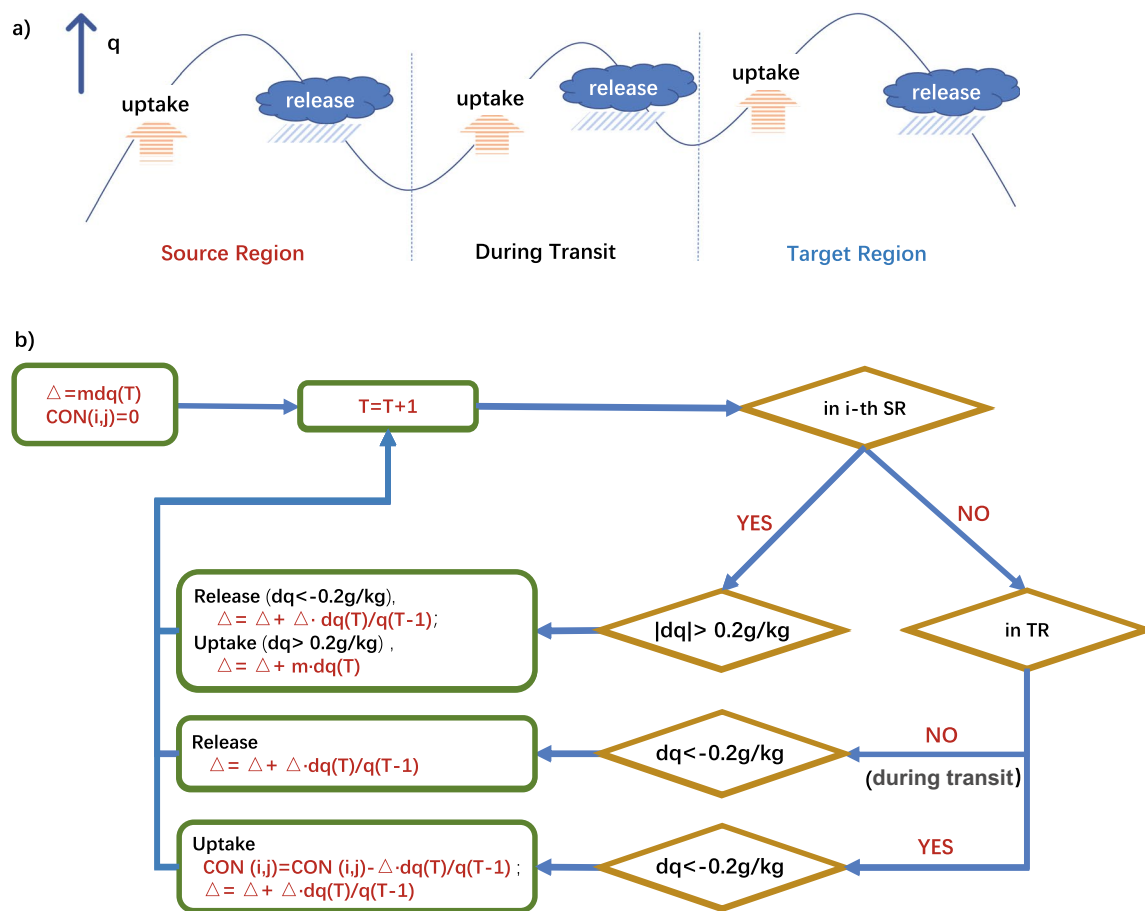 a)
q
uptake
release
uptake
release
uptake
release
Source Region
During Transit
Target Region
b)
△=mdq(T)
CON(i,j)=0
T=T+1
in i-th SR
YES
NO
Release (dq<-0.2g/kg),
△= △+ △· dq(T)/q(T-1);
Uptake (dq> 0.2g/kg) ,
△= △+ m·dq(T)
|dq|> 0.2g/kg
in TR
Release
△= △+ △·dq(T)/q(T-1)
dq<-0.2g/kg
NO
(during transit)
Uptake
CON (i,j)=CON (i,j)-△·dq(T)/q(T-1) ;
△= △+ △·dq(T)/q(T-1)
dq<-0.2g/kg
YES